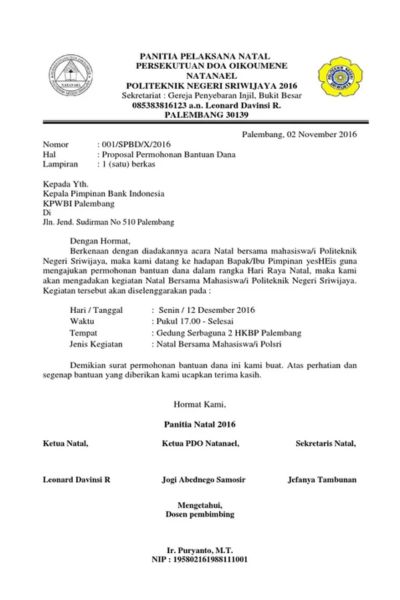 PANITIA PELAKSANA NATAL
PERSEKUTUAN DOA OIKOUMENE
NATANAEL
POLITEKNIK NEGERI SRIWIJAYA 2016
Sekretariat : Gereja Penyebaran Injil, Bukit Besar
085383816123 a.n. Leonard Davinsi R.
PALEMBANG 30139
Palembang, 02 November 2016
Nomor : 001/SPBD/X/2016
Hal : Proposal Permohonan Bantuan Dana
Lampiran : 1 (satu) berkas
Kepada Yth.
Kepala Pimpinan Bank Indonesia
KPWBI Palembang
Di
Jln. Jend. Sudirman No 510 Palembang
Dengan Hormat,
Berkenaan dengan diadakannya acara Natal bersama mahasiswa/i Politeknik
Negeri Sriwijaya, maka kami datang ke hadapan Bapak/Ibu Pimpinan yesHEis guna
mengajukan permohonan bantuan dana dalam rangka Hari Raya Natal, maka kami
akan mengadakan kegiatan Natal Bersama Mahasiswa/i Politeknik Negeri Sriwijaya.
Kegiatan tersebut akan diselenggarakan pada :
Hari / Tanggal : Senin / 12 Desember 2016
Waktu : Pukul 17.00 - Selesai
Tempat : Gedung Serbaguna 2 HKBP Palembang
Jenis Kegiatan : Natal Bersama Mahasiswa/i Polsri
Demikian surat permohonan bantuan dana ini kami buat. Atas perhatian dan
segenap bantuan yang diberikan kami ucapkan terima kasih.
Hormat Kami,
Panitia Natal 2016
Ketua Natal, Ketua PDO Natanael, Sekretaris Natal,
Leonard Davinsi R Jogi Abednego Samosir Jefanya Tambunan
Mengetahui,
Dosen pembimbing
Ir. Puryanto, M.T.
NIP : 195802161988111001